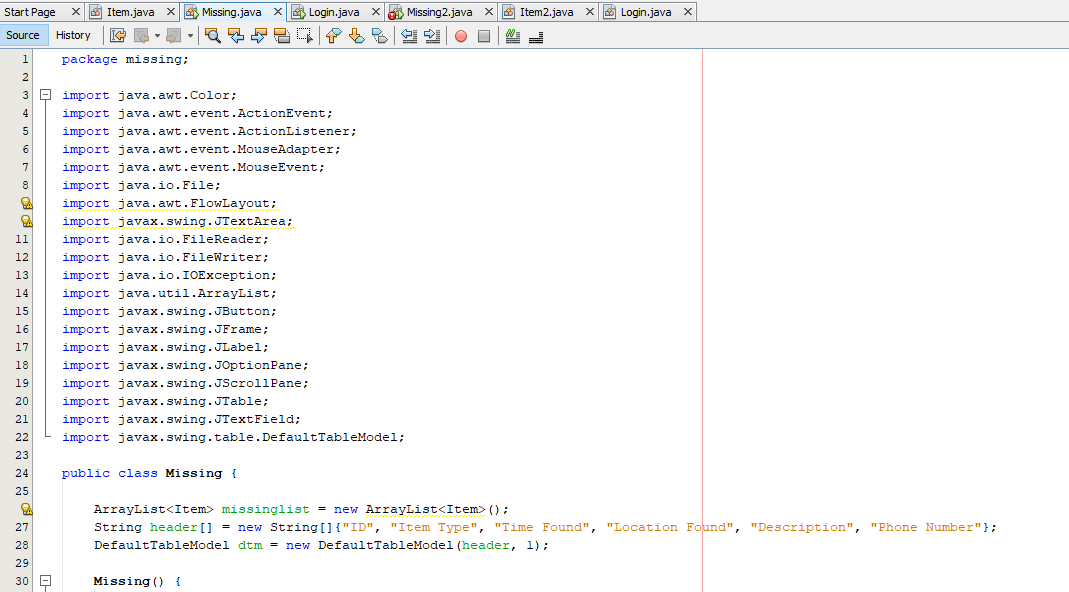 Start Page Item.java Missing.java Login.java Missing2.java Item2.java Login.java
Source History
1 package missing;
2
3 import java.awt.Color;
4 import java.awt.event.ActionEvent;
5 import java.awt.event.ActionListener;
6 import java.awt.event.MouseAdapter;
7 import java.awt.event.MouseEvent;
8 import java.io.File;
import java.awt.FlowLayout;
import javax.swing.JTextArea;
11 import java.io.FileReader;
12 import java.io.FileWriter;
13 import java.io.IOException;
14 import java.util.ArrayList;
15 import javax.swing.JButton;
16 import javax.swing.JFrame;
17 import javax.swing.JLabel;
18 import javax.swing.JOptionPane;
19 import javax.swing.JScrollPane;
20 import javax.swing.JTable;
21 import javax.swing.JTextField;
22 import javax.swing.table.DefaultTableModel;
23
24 public class Missing {
25
ArrayList<Item> missinglist = new ArrayList<Item>();
27 String header[] = new String[]{"ID", "Item Type", "Time Found", "Location Found", "Description", "Phone Number"};
28 DefaultTableModel dtm = new DefaultTableModel(header, 1);
29
30 Missing() {